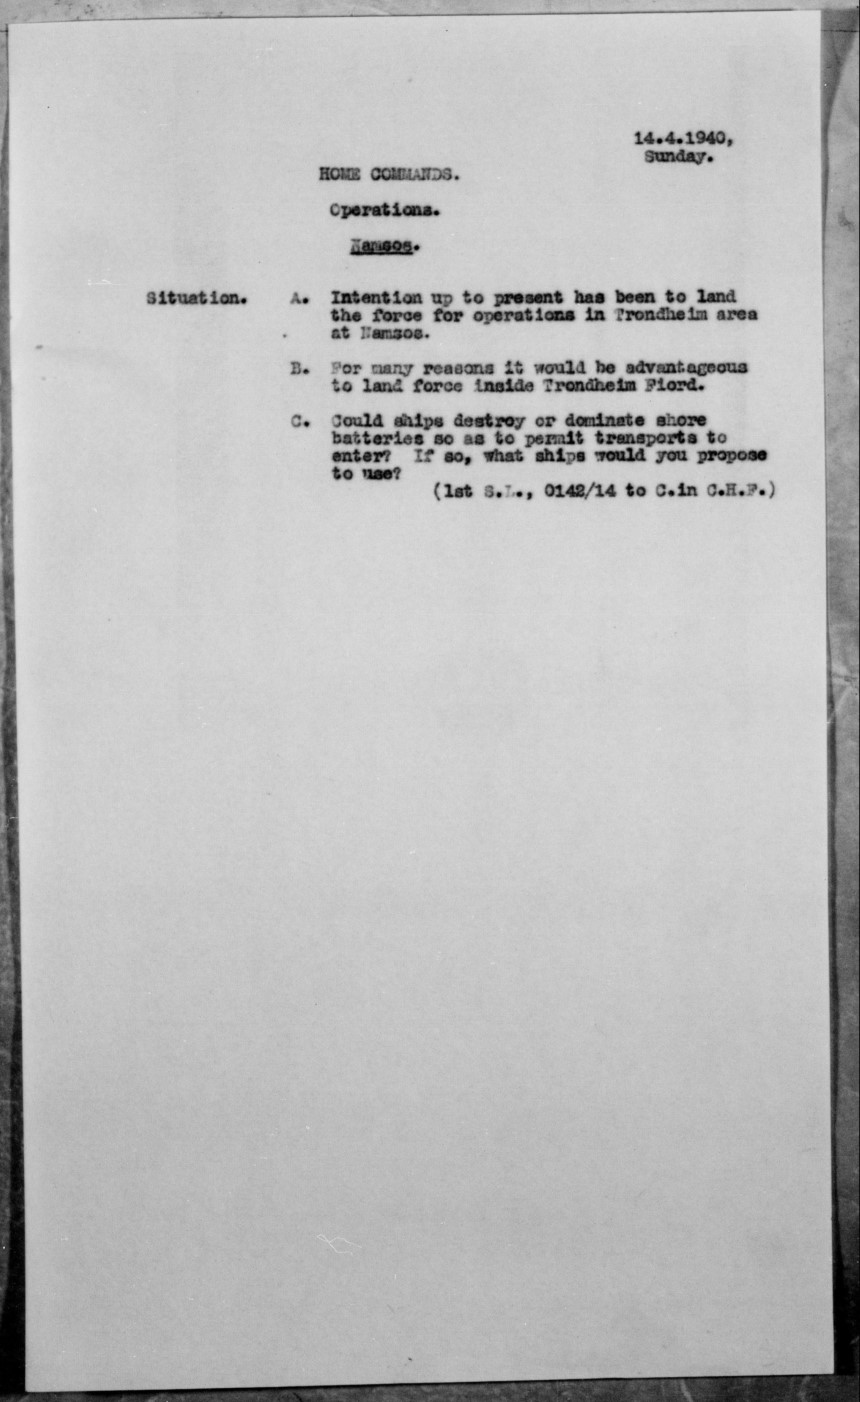 14.4.1940,
Sunday.
HOME COMMANDS.
Operations.
Namsos.
Situation. A. Intention up to present has been to land
the force for operations in Trondheim area
at Namsos.
B. For many reasons it would be advantageous
to land force inside Trondheim Fiord.
C. Could ships destroy or dominate shore
batteries so as to permit transports to
enter? If so, what ships would you propose
to use?
(1st S.L., 0142/14 to C.in C.H.F.)